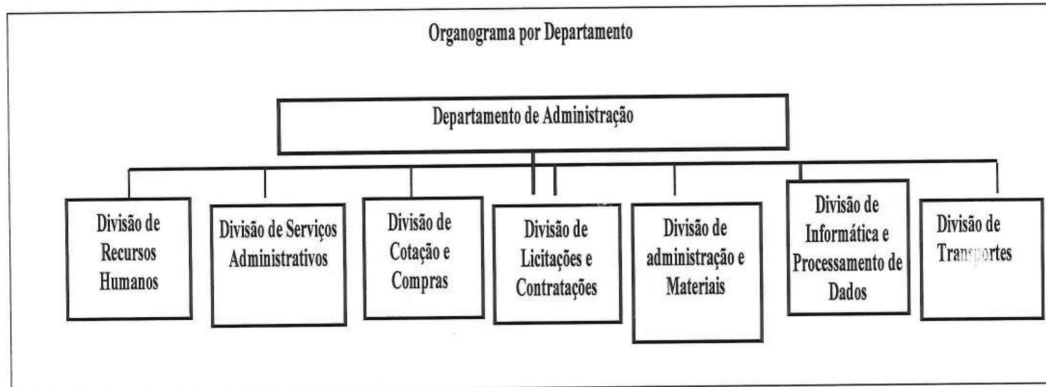 Organograma por Departamento
Departamento de Administração
Divisão de
Recursos
Humanos
Divisão de Serviços
Administrativos
Divisão de
Cotação e
Compras
Divisão de
Licitações e
Contratações
Divisão de
administração e
Materiais
Divisão de
Informática e
Processamento de
Dados
Divisão de
Transportes